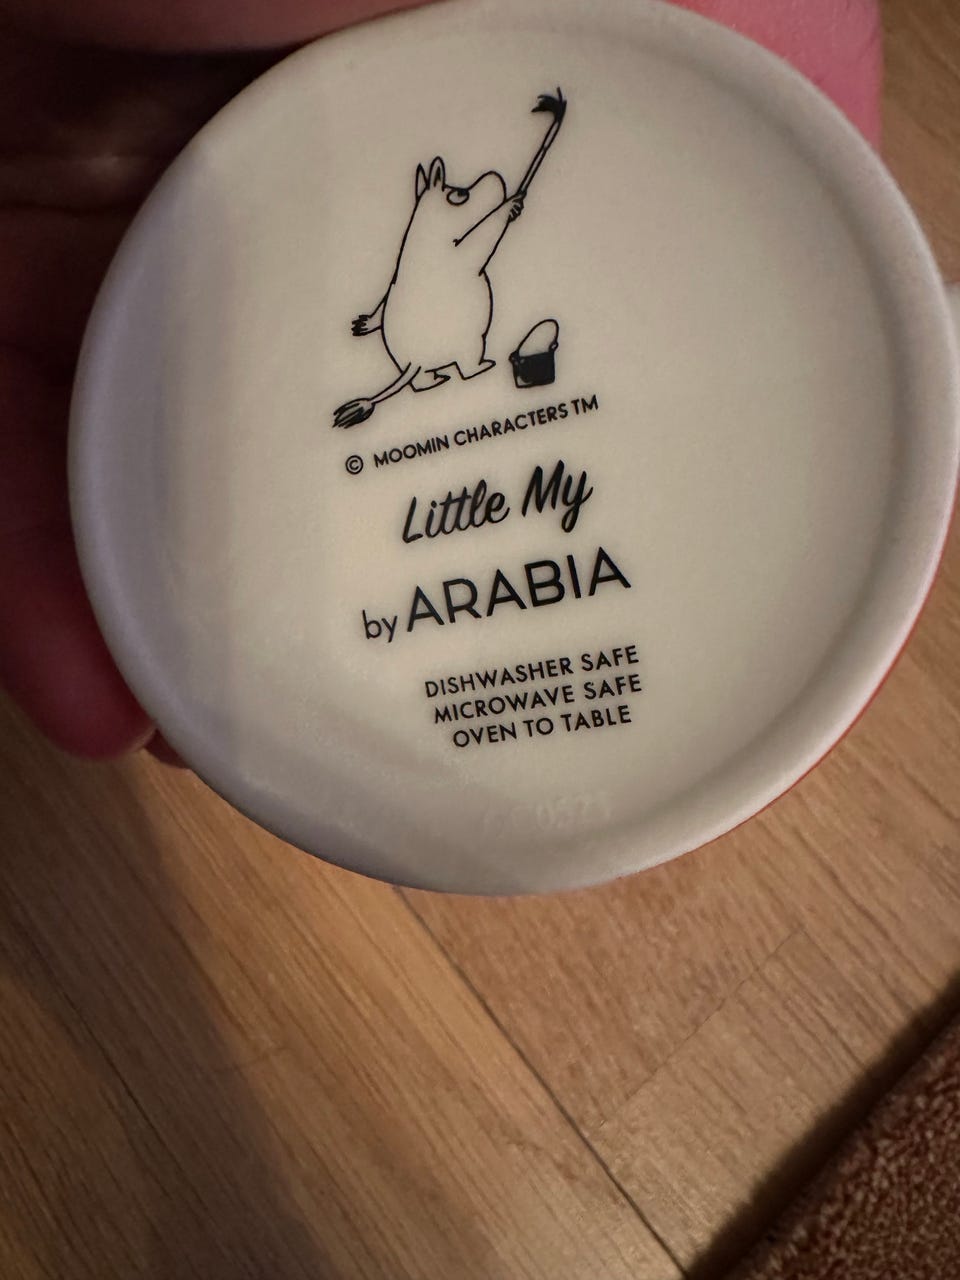 © MOOMIN CHARACTERS TM
Little My
by ARABIA
DISHWASHER SAFE
MICROWAVE SAFE
OVEN TO TABLE